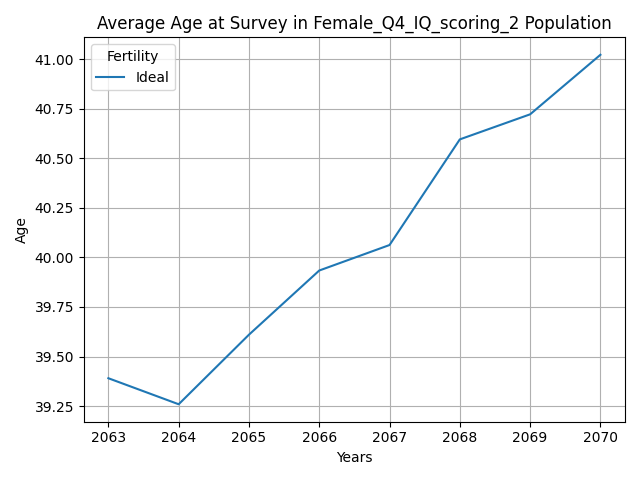 Average Age at Survey in Female_Q4_IQ_scoring_2 Population
Fertility
Ideal
41.00
40.75
40.50
40.25
40.00
39.75
39.50
39.25
Age
2063 2064 2065 2066 2067 2068 2069 2070
Years